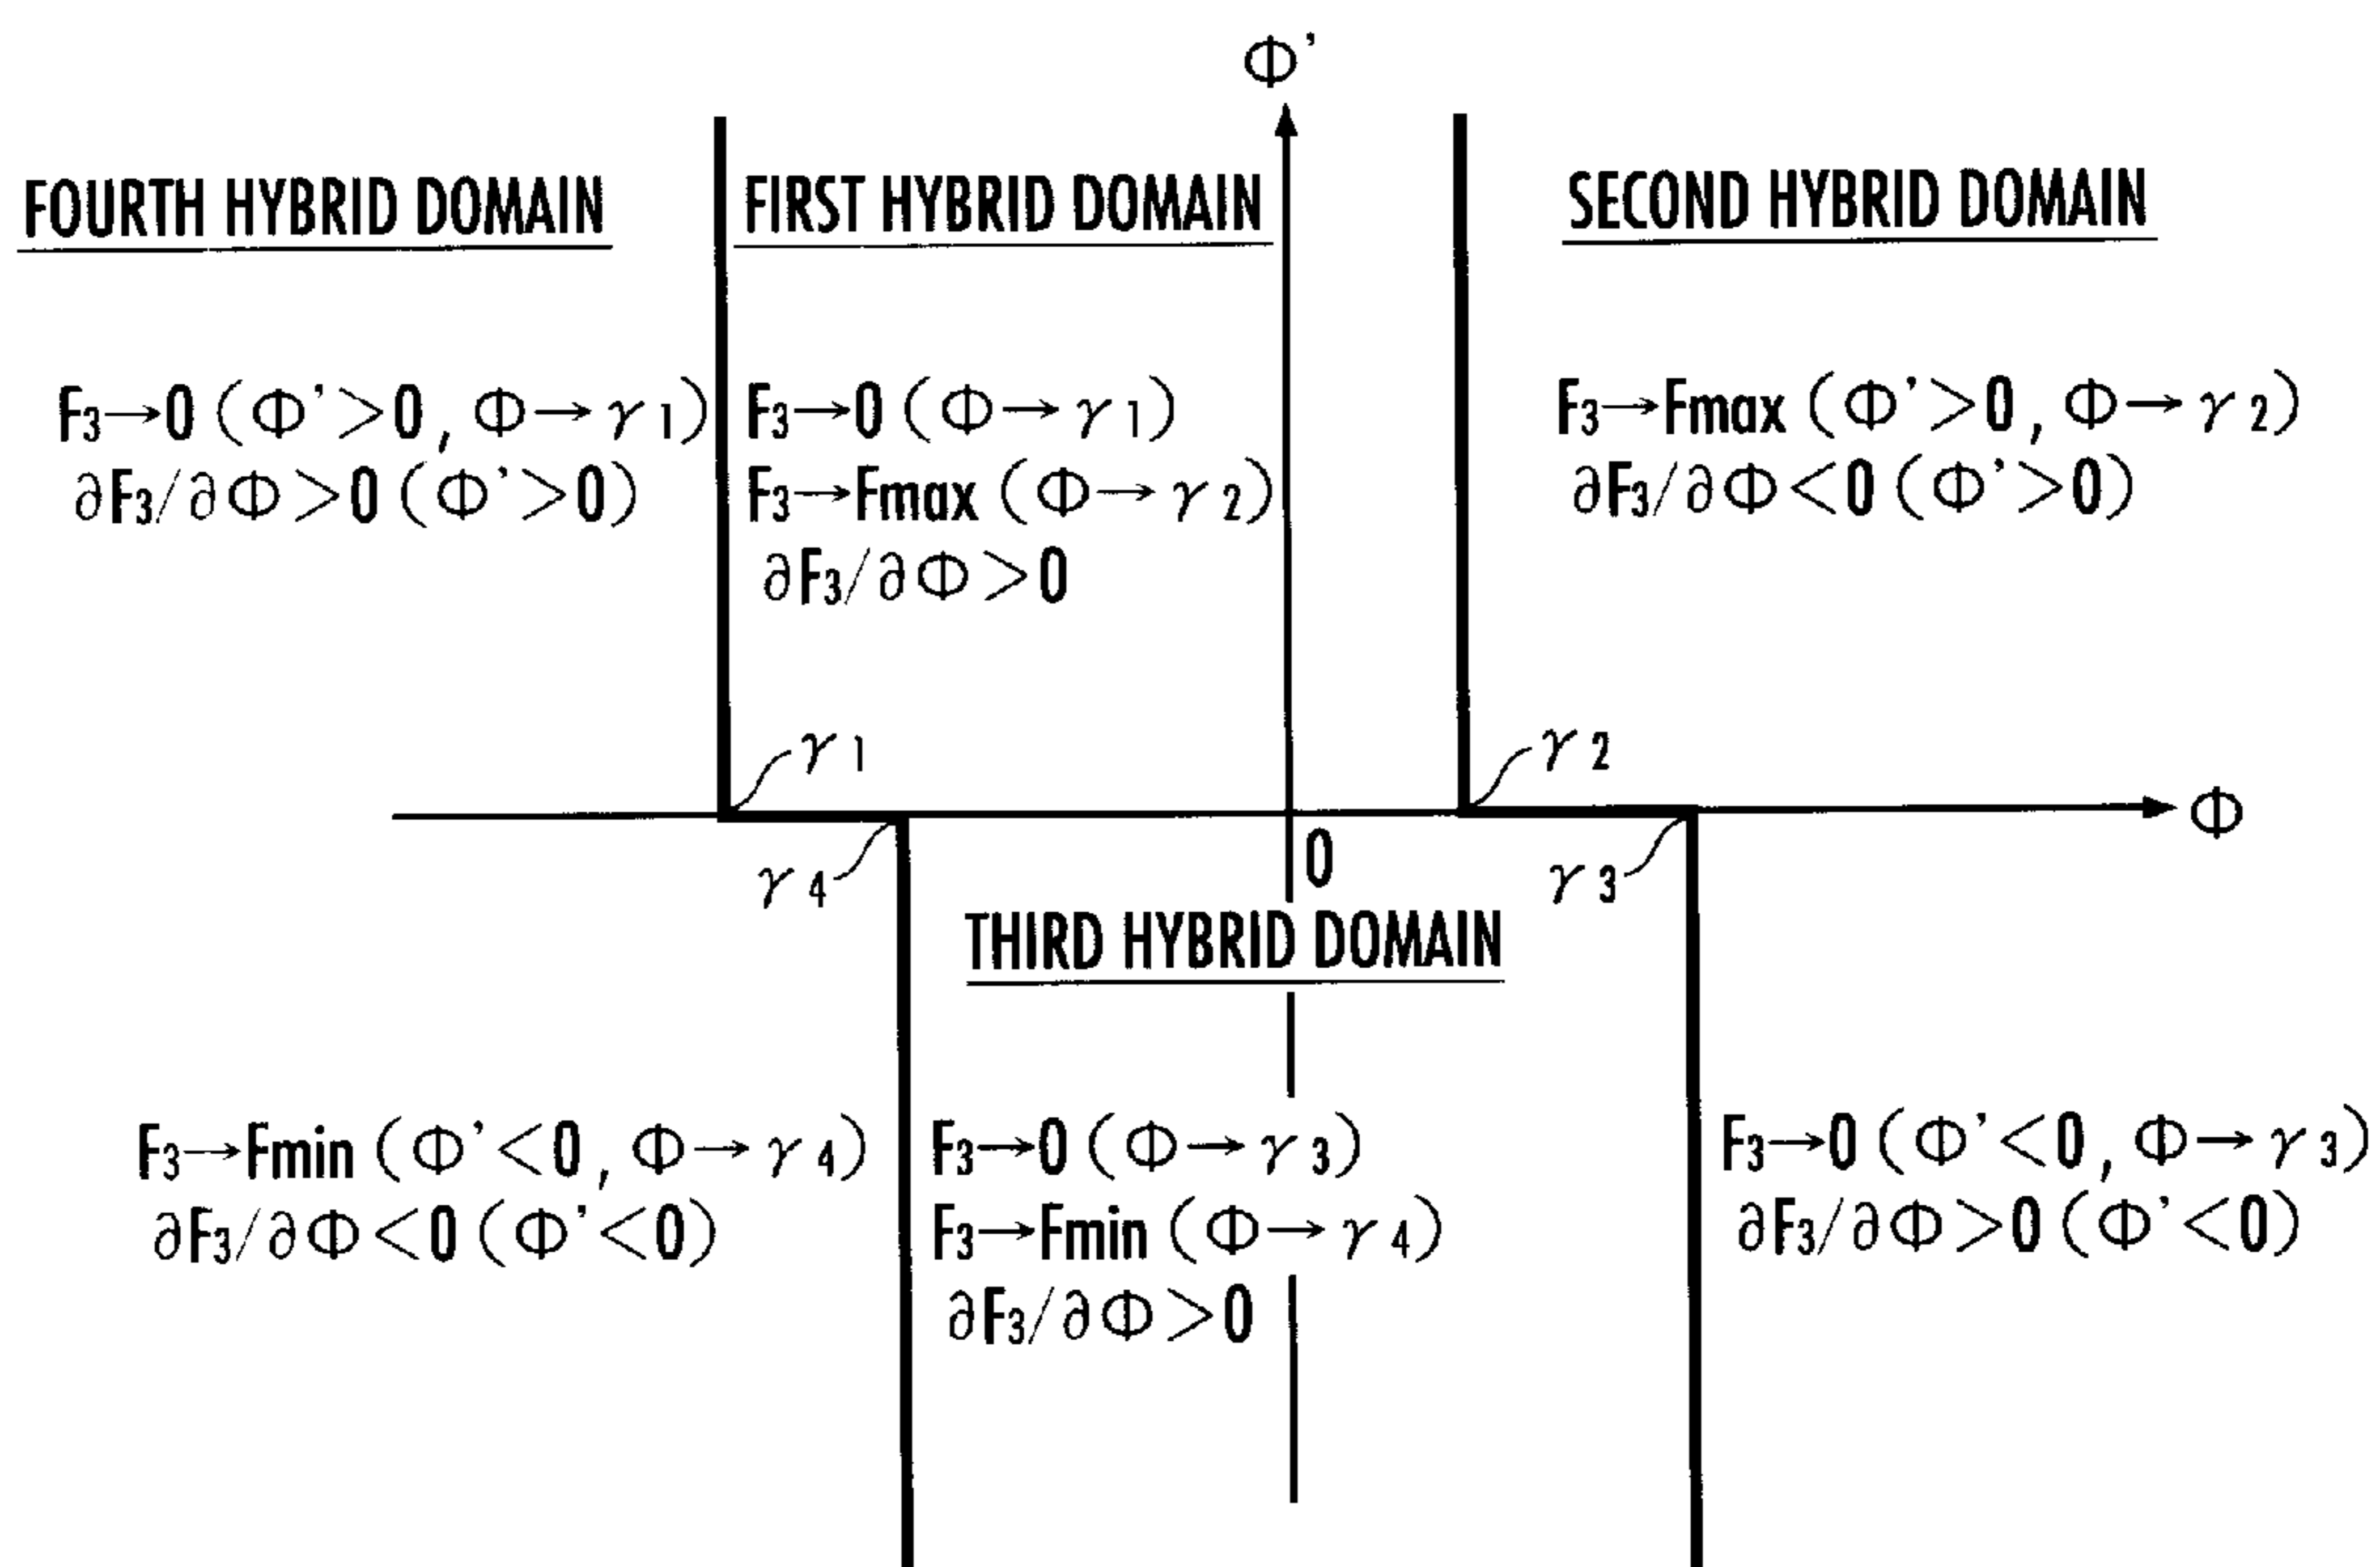 Φ'
FOURTH HYBRID DOMAIN
FIRST HYBRID DOMAIN
SECOND HYBRID DOMAIN
F3→0 (Φ'>0, Φ→γ1)
∂F3/∂Φ>0 (Φ'>0)
F3→0 (Φ→γ1)
F3→Fmax (Φ→γ2)
∂F3/∂Φ>0
F3→Fmax (Φ'>0, Φ→γ2)
∂F3/∂Φ<0 (Φ'>0)
γ1
γ2
Φ
γ4
0
γ3
THIRD HYBRID DOMAIN
F3→Fmin (Φ'<0, Φ→γ4)
∂F3/∂Φ<0 (Φ'<0)
F3→0 (Φ→γ3)
F3→Fmin (Φ→γ4)
∂F3/∂Φ>0
F3→0 (Φ'<0, Φ→γ3)
∂F3/∂Φ>0 (Φ'<0)